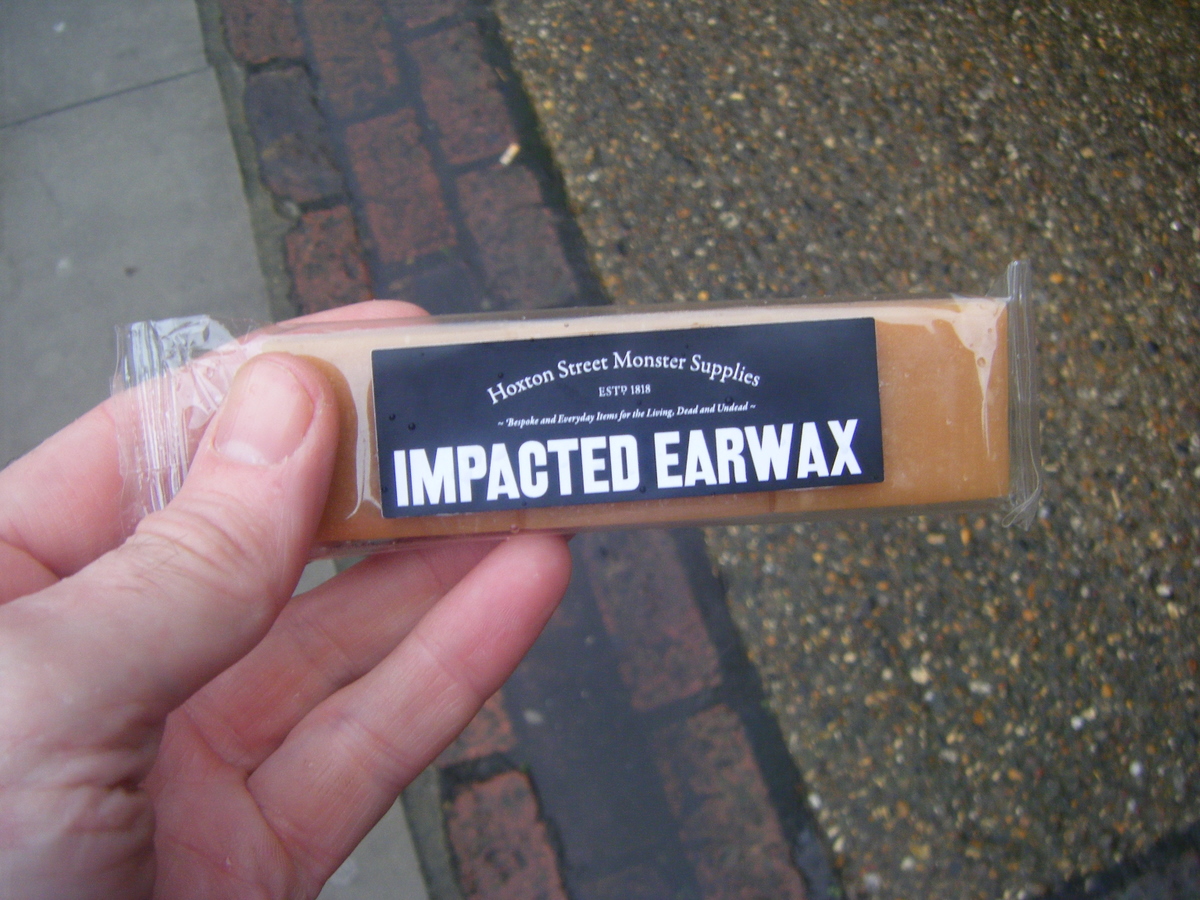 Hoxton Street Monster Supplies
ESTD 1818
~ Bespoke and Everyday Items for the Living, Dead and Undead ~
IMPACTED EARWAX